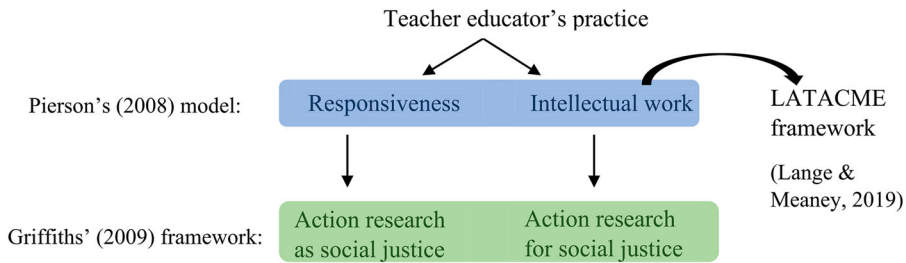 Teacher educator's practice
Pierson's (2008) model:
Responsiveness
Intellectual work
LATACME
framework
(Lange &
Meaney, 2019)
Griffiths' (2009) framework:
Action research
as social justice
Action research
for social justice